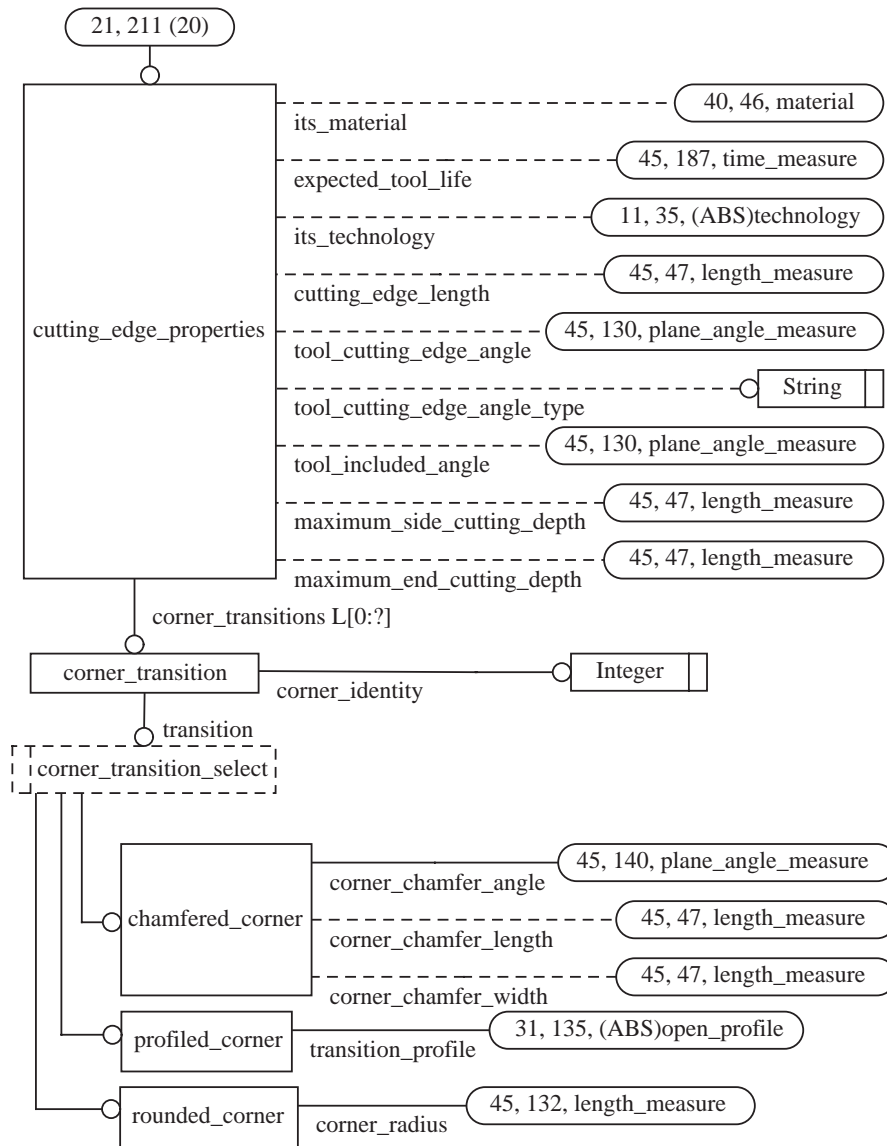 21, 211 (20)
40, 46, material
its_material
45, 187, time_measure
expected_tool_life
11, 35, (ABS)technology
its_technology
45, 47, length_measure
cutting_edge_length
cutting_edge_properties
45, 130, plane_angle_measure
tool_cutting_edge_angle
String
tool_cutting_edge_angle_type
45, 130, plane_angle_measure
tool_included_angle
45, 47, length_measure
maximum_side_cutting_depth
45, 47, length_measure
maximum_end_cutting_depth
corner_transitions L[0:?]
corner_transition
Integer
corner_identity
transition
corner_transition_select
45, 140, plane_angle_measure
corner_chamfer_angle
chamfered_corner
45, 47, length_measure
corner_chamfer_length
45, 47, length_measure
corner_chamfer_width
31, 135, (ABS)open_profile
profiled_corner
transition_profile
45, 132, length_measure
rounded_corner
corner_radius